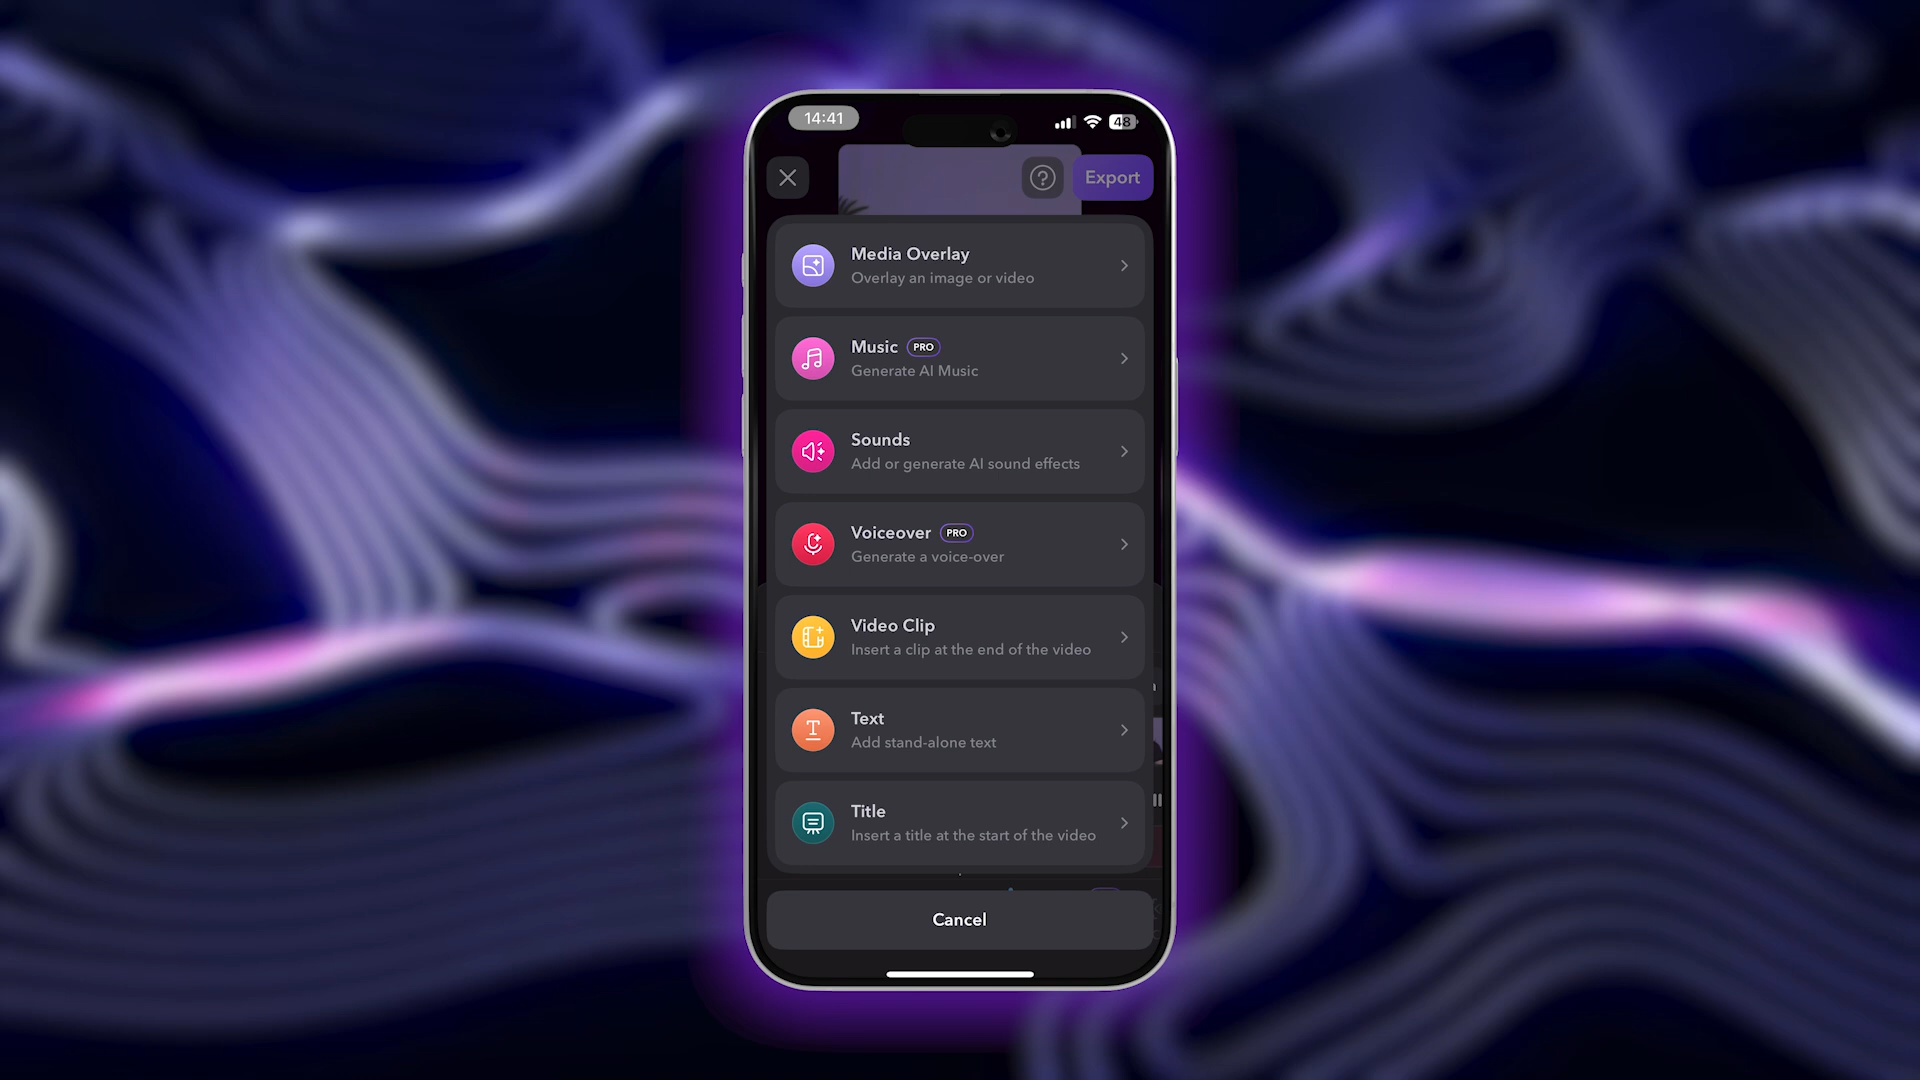 14:41
48
Export
Media Overlay
Overlay an image or video
Music PRO
Generate AI Music
Sounds
Add or generate AI sound effects
Voiceover PRO
Generate a voice-over
Video Clip
Insert a clip at the end of the video
Text
Add stand-alone text
Title
Insert a title at the start of the video
Cancel